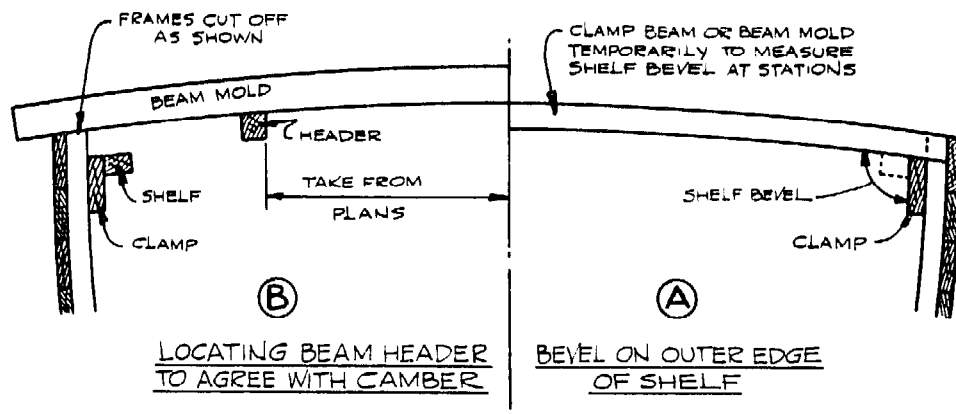 FRAMES CUT OFF
AS SHOWN
BEAM MOLD
HEADER
SHELF
CLAMP
TAKE FROM
PLANS
B
LOCATING BEAM HEADER
TO AGREE WITH CAMBER
CLAMP BEAM OR BEAM MOLD
TEMPORARILY TO MEASURE
SHELF BEVEL AT STATIONS
SHELF BEVEL
CLAMP
A
BEVEL ON OUTER EDGE
OF SHELF